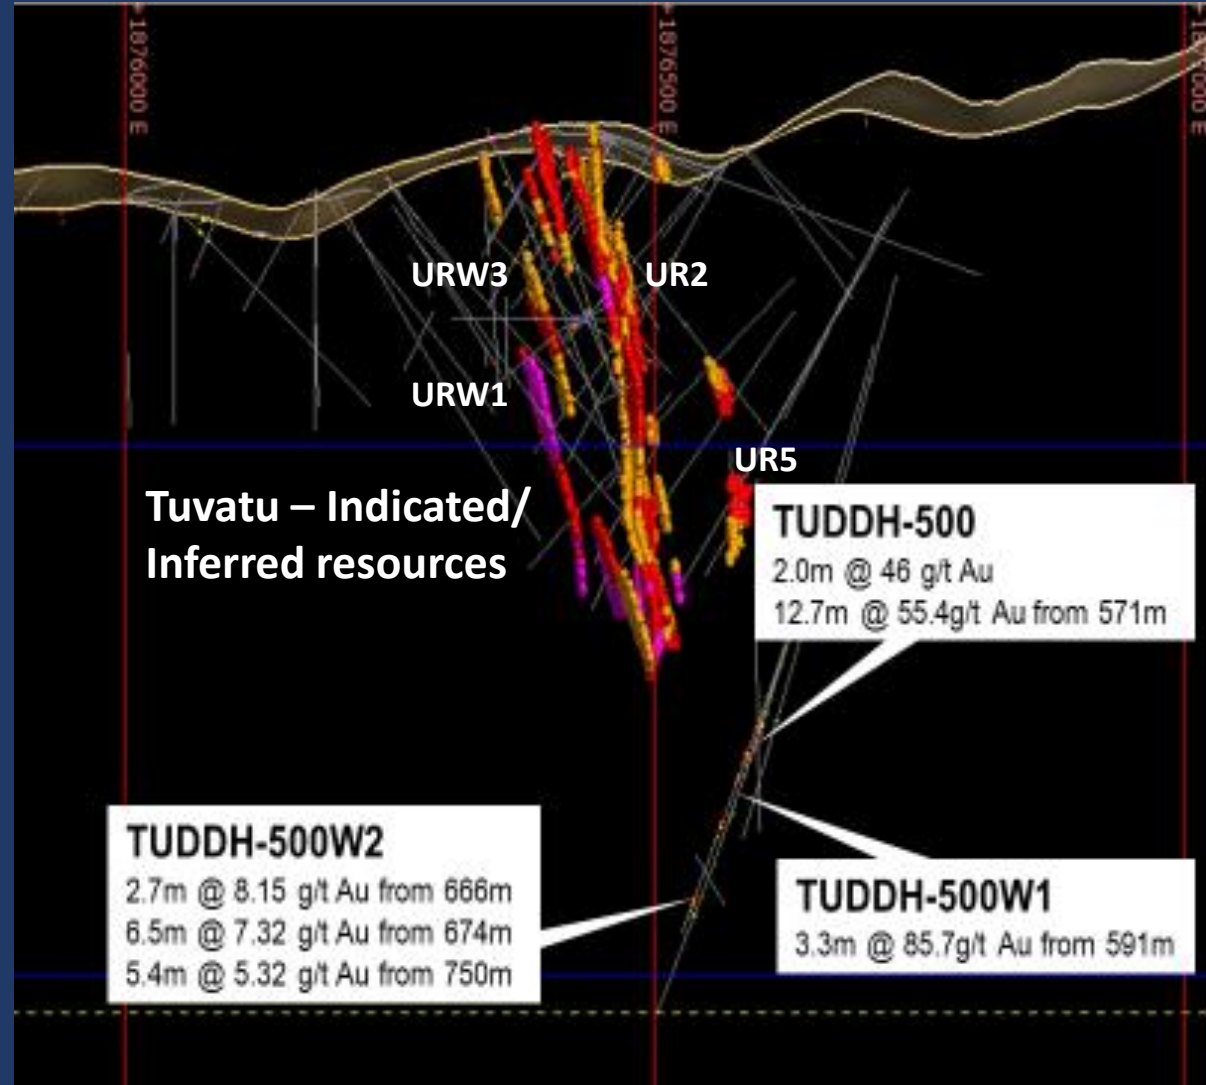 1876000 E
1876500 E
URW3
UR2
URW1
UR5
Tuvatu – Indicated/
Inferred resources
TUDDH-500
2.0m @ 46 g/t Au
12.7m @ 55.4g/t Au from 571m
TUDDH-500W2
2.7m @ 8.15 g/t Au from 666m
6.5m @ 7.32 g/t Au from 674m
5.4m @ 5.32 g/t Au from 750m
TUDDH-500W1
3.3m @ 85.7g/t Au from 591m